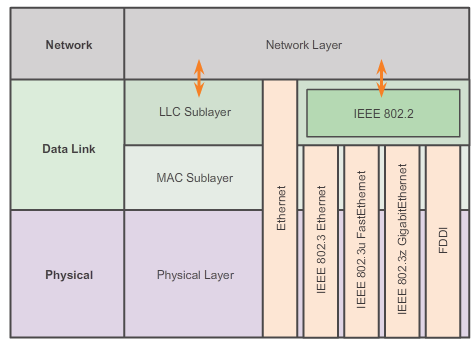 Network
Network Layer
LLC Sublayer
IEEE 802.2
Data Link
MAC Sublayer
Ethernet
IEEE 802.3 Ethernet
IEEE 802.3u FastEthernet
IEEE 802.3z GigabitEthernet
FDDI
Physical
Physical Layer